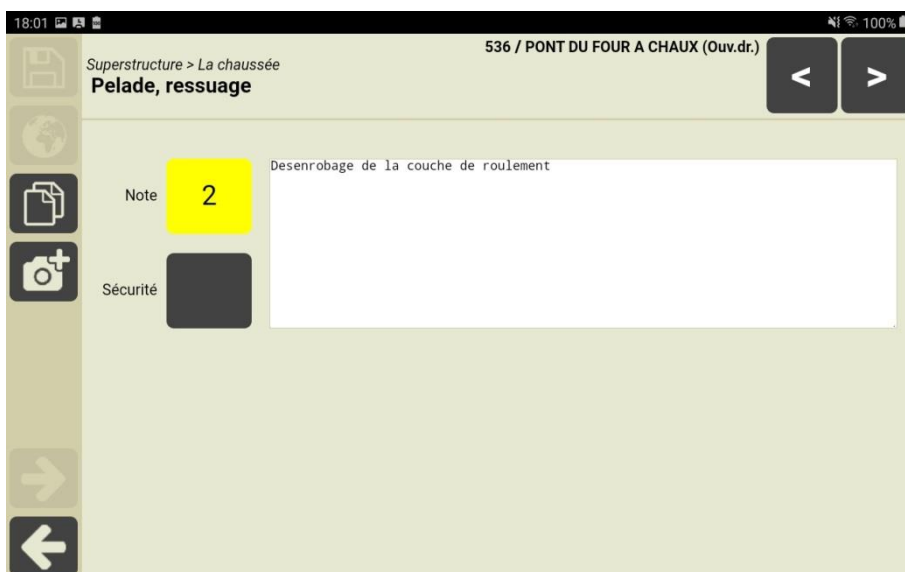 18:01 100%
536 / PONT DU FOUR A CHAUX (Ouv.dr.)
Superstructure > La chaussée
Pelade, ressuage
< >
Desenrobage de la couche de roulement
Note 2
Sécurité